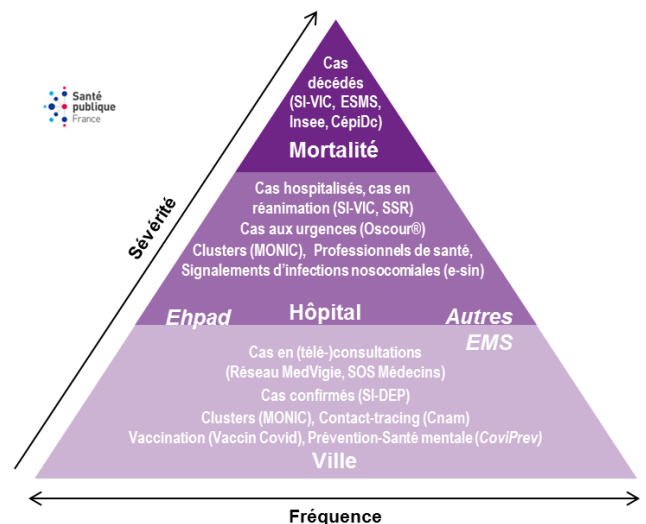 Santé
publique
France
Sévérité
Cas
décédés
(SI-VIC, ESMS,
Insee, CépiDc)
Mortalité
Cas hospitalisés, cas en
réanimation (SI-VIC, SSR)
Cas aux urgences (Oscour®)
Clusters (MONIC), Professionnels de santé,
Signalements d'infections nosocomiales (e-sin)
Ehpad Hôpital Autres
EMS
Cas en (télé-)consultations
(Réseau MedVigie, SOS Médecins)
Cas confirmés (SI-DEP)
Clusters (MONIC), Contact-tracing (Cnam)
Vaccination (Vaccin Covid), Prévention-Santé mentale (CoviPrev)
Ville
Fréquence